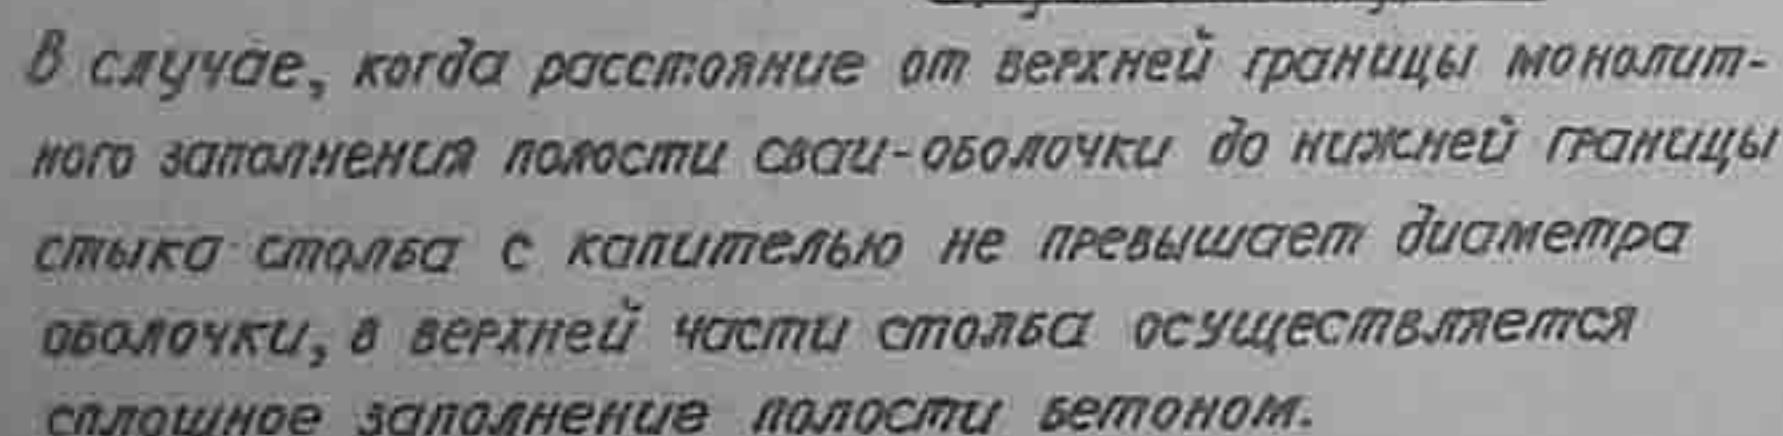 В случае, когда расстояние от верхней границы монолит-
ного заполнения полости сваи-оболочки до нижней границы
стыка столба с капителью не превышает диаметра
оболочки, в верхней части столба осуществляется
сплошное заполнение полости бетоном.